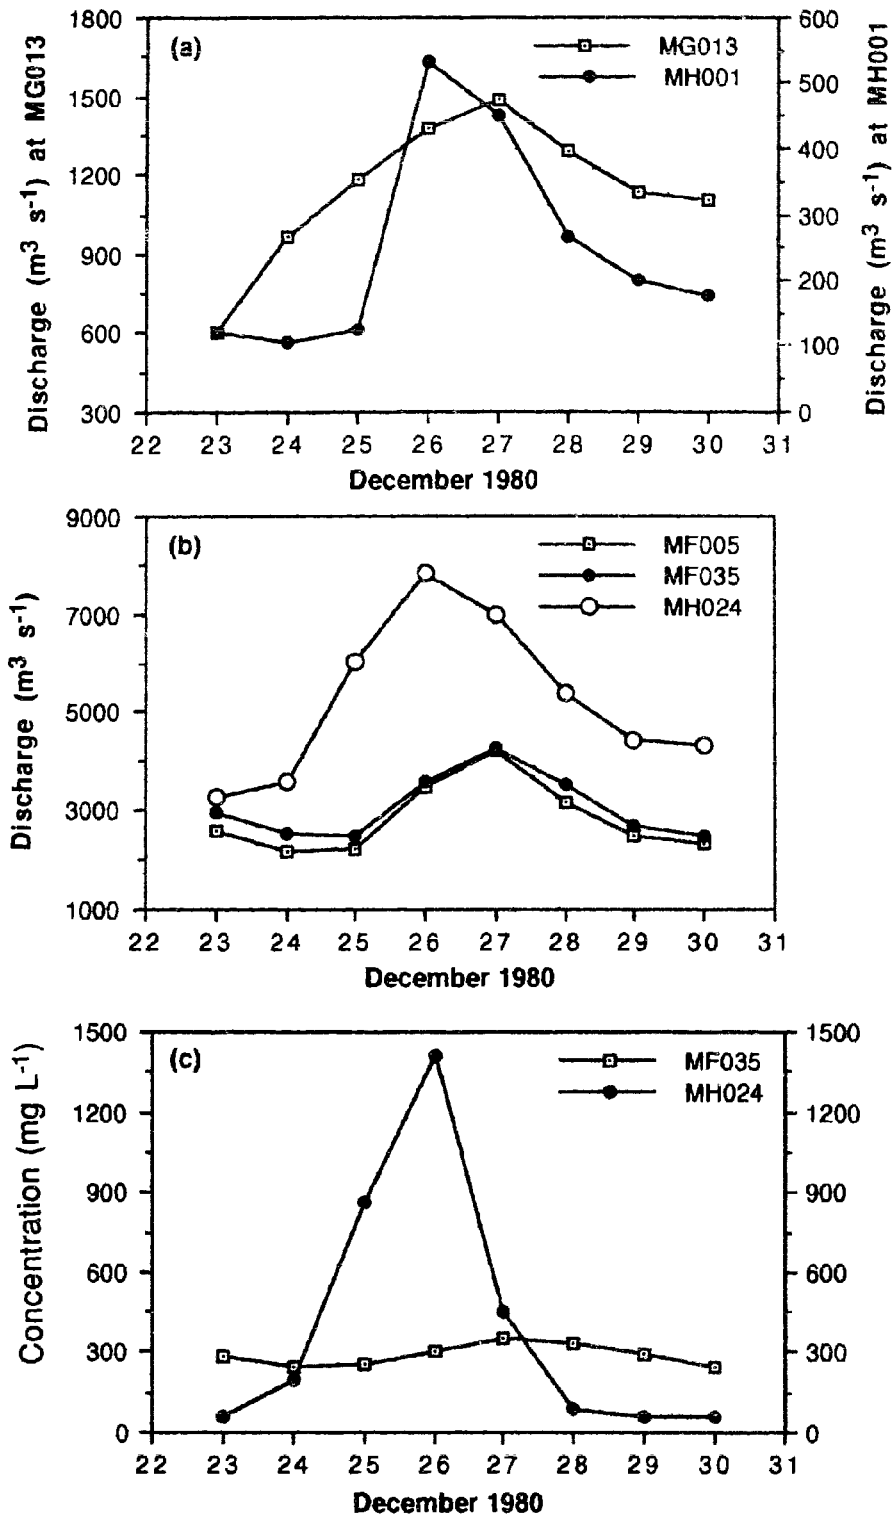 (a)
MG013
MH001
Discharge (m³ s⁻¹) at MG013
1800
1500
1200
900
600
300
Discharge (m³ s⁻¹) at MH001
600
500
400
300
200
100
0
22 23 24 25 26 27 28 29 30 31
December 1980
(b)
MF005
MF035
MH024
Discharge (m³ s⁻¹)
9000
7000
5000
3000
1000
22 23 24 25 26 27 28 29 30 31
December 1980
(c)
MF035
MH024
Concentration (mg L⁻¹)
1500
1200
900
600
300
0
1500
1200
900
600
300
0
22 23 24 25 26 27 28 29 30 31
December 1980